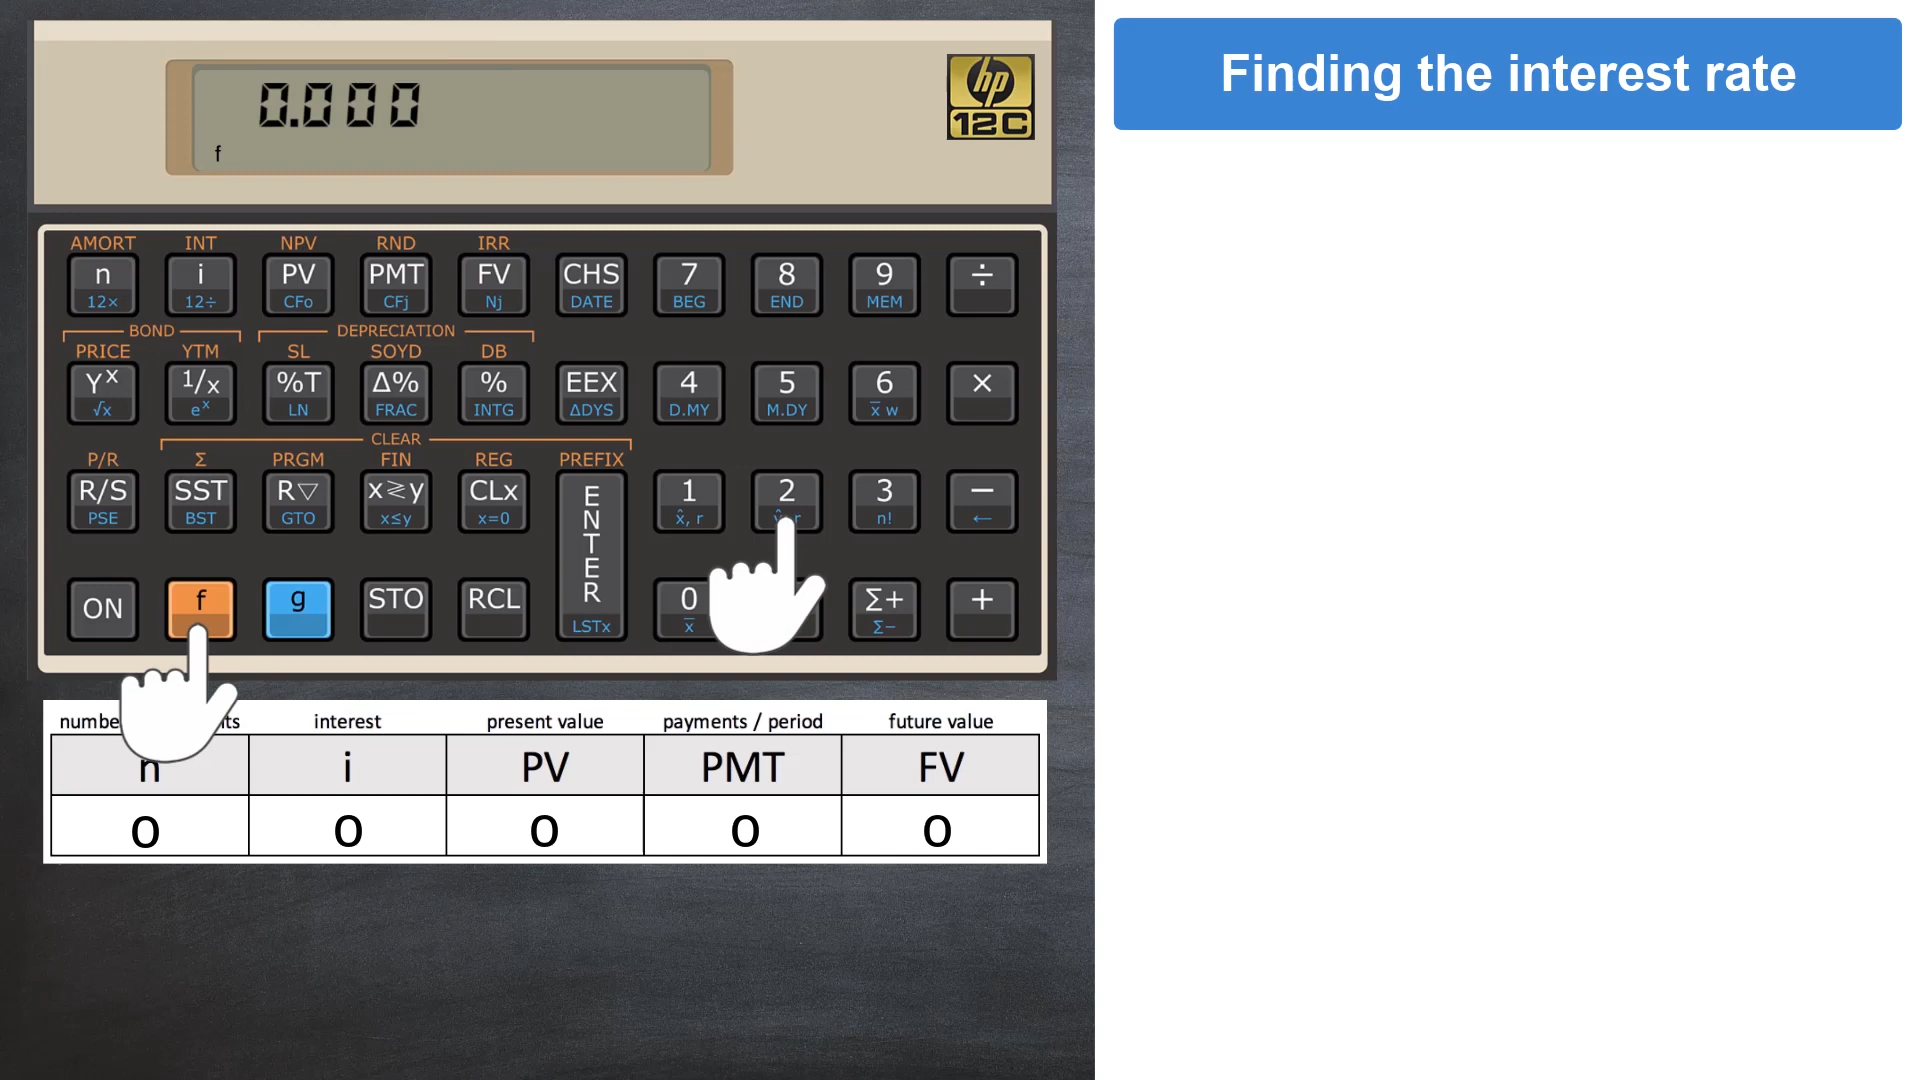 Finding the interest rate
0.000
f
hp
12C
AMORT INT NPV RND IRR
n i PV PMT FV CHS 7 8 9 ÷
12× 12÷ CFo CFj Nj DATE BEG END MEM
BOND DEPRECIATION
PRICE YTM SL SOYD DB
Yˣ 1/x %T Δ% % EEX 4 5 6 ×
√x eˣ LN FRAC INTG ΔDYS D.MY M.DY x̅ w
CLEAR
P/R Σ PRGM FIN REG PREFIX
R/S SST R▽ x≷y CLx ENTER 1 2 3 −
PSE BST GTO x≤y x=0 x̂, r n! ←
ON f g STO RCL 0 Σ+ +
LSTx x̅ Σ−
interest present value payments / period future value
n i PV PMT FV
0 0 0 0 0